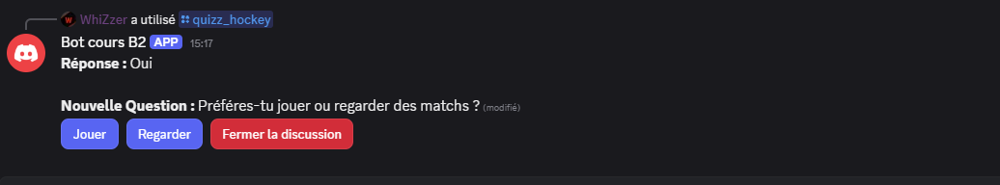 WhiZzer a utilisé quizz_hockey
Bot cours B2 APP 15:17
Réponse : Oui
Nouvelle Question : Préféres-tu jouer ou regarder des matchs ? (modifié)
Jouer Regarder Fermer la discussion